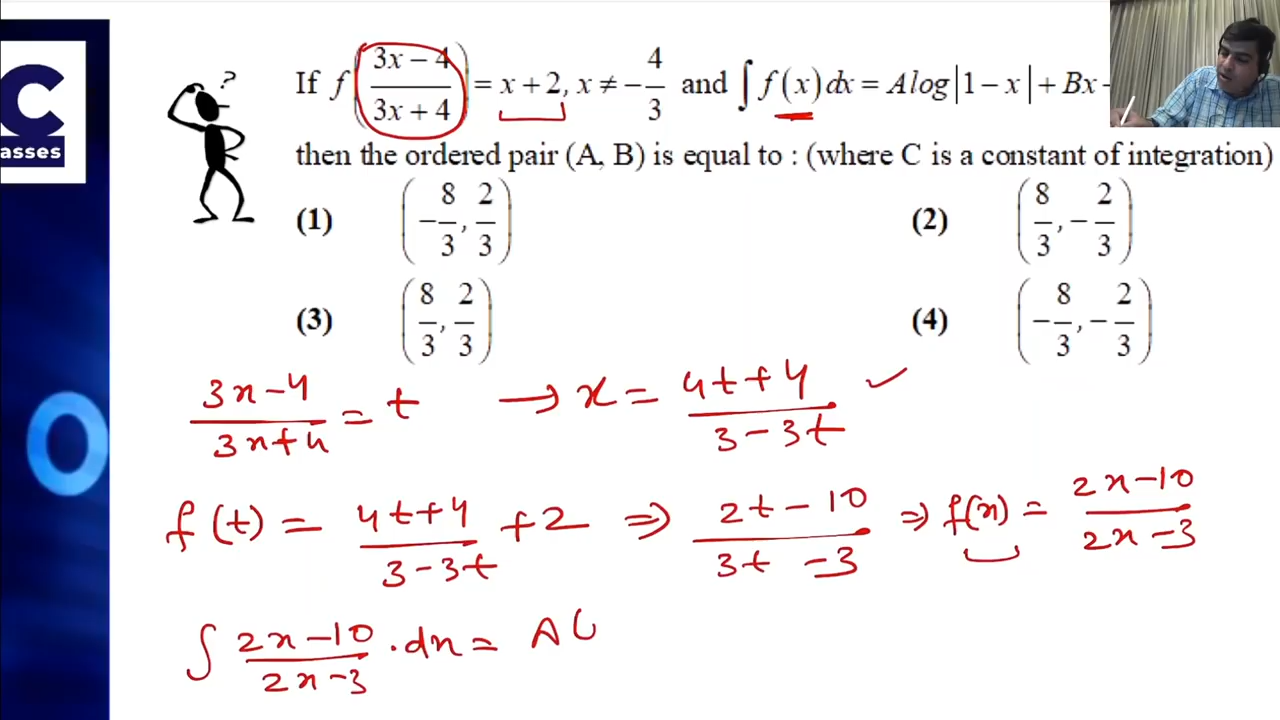 C
asses
?
If f((3x − 4)/(3x + 4)) = x + 2, x ≠ −4/3 and ∫ f(x) dx = A log|1 − x| + Bx
then the ordered pair (A, B) is equal to : (where C is a constant of integration)
(1) (−8/3, 2/3) (2) (8/3, −2/3)
(3) (8/3, 2/3) (4) (−8/3, −2/3)
(3x−4)/(3x+4) = t → x = (4t+4)/(3−3t) ✓
f(t) = (4t+4)/(3−3t) + 2 ⇒ (2t−10)/(3t−3) ⇒ f(x) = (2x−10)/(2x−3)
∫ (2x−10)/(2x−3) · dx = A(